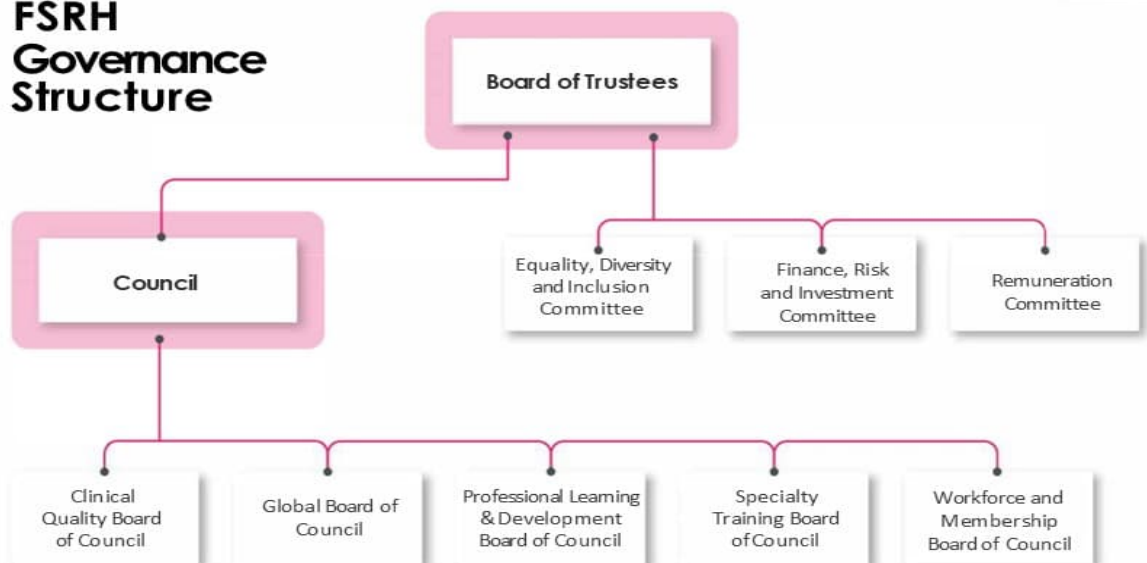 FSRH
Governance
Structure
Board of Trustees
Council
Equality, Diversity
and Inclusion
Committee
Finance, Risk
and Investment
Committee
Remuneration
Committee
Clinical
Quality Board
of Council
Global Board of
Council
Professional Learning
& Development
Board of Council
Specialty
Training Board
of Council
Workforce and
Membership
Board of Council